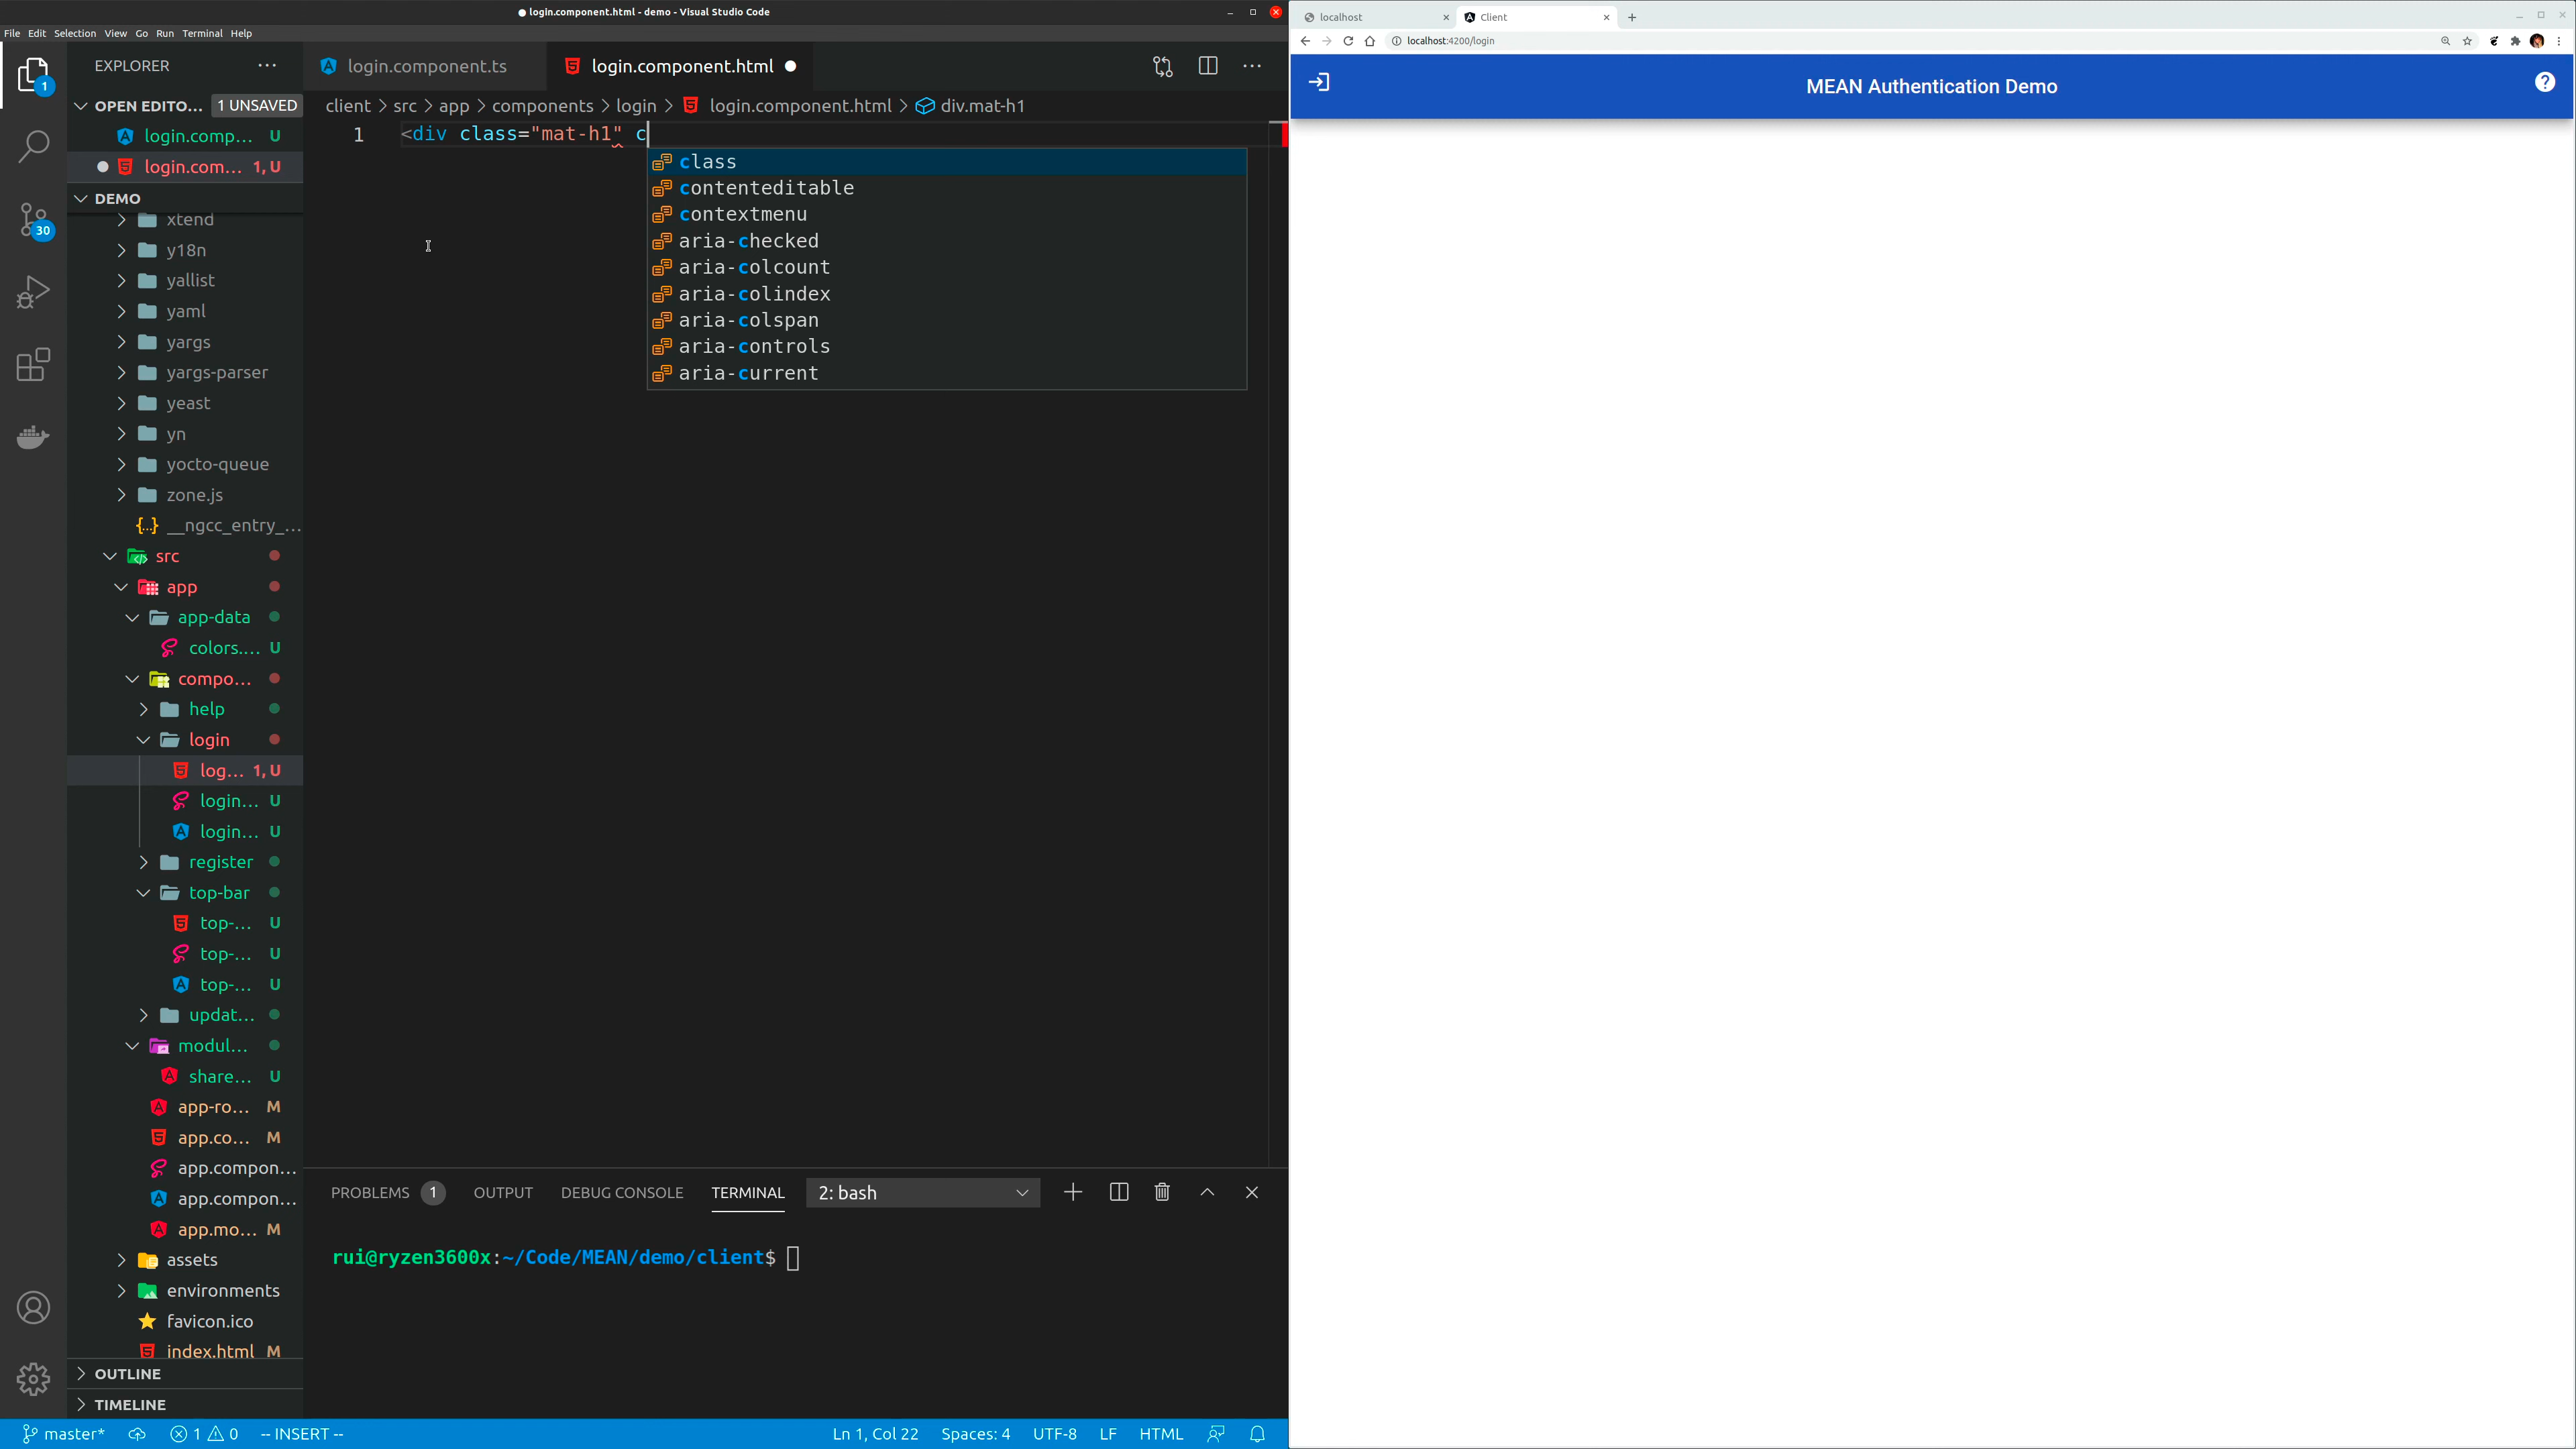 login.component.html - demo - Visual Studio Code
File Edit Selection View Go Run Terminal Help
EXPLORER
1
OPEN EDITO... 1 UNSAVED
login.comp... U
login.com... 1, U
DEMO
xtend
y18n
yallist
yaml
yargs
yargs-parser
yeast
yn
yocto-queue
zone.js
{..} __ngcc_entry_...
src
app
app-data
colors.... U
compo...
help
login
log... 1, U
login... U
login... U
register
top-bar
top-... U
top-... U
top-... U
updat...
modul...
share... U
app-ro... M
app.co... M
app.compon...
app.compon...
app.mo... M
assets
environments
favicon.ico
index.html M
OUTLINE
TIMELINE
30
login.component.ts
login.component.html
client > src > app > components > login > login.component.html > div.mat-h1
1 <div class="mat-h1" c
class
contenteditable
contextmenu
aria-checked
aria-colcount
aria-colindex
aria-colspan
aria-controls
aria-current
PROBLEMS 1 OUTPUT DEBUG CONSOLE TERMINAL 2: bash
rui@ryzen3600x:~/Code/MEAN/demo/client$
master* 1 0 -- INSERT -- Ln 1, Col 22 Spaces: 4 UTF-8 LF HTML
localhost
Client
localhost:4200/login
MEAN Authentication Demo